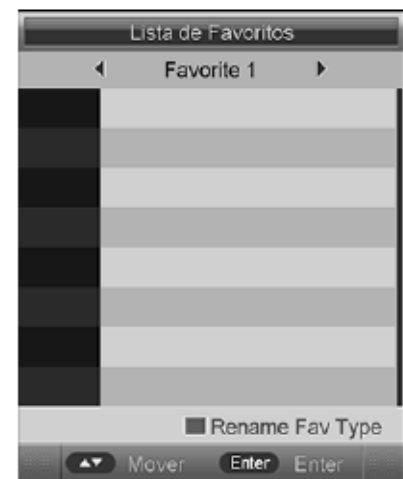 Lista de Favoritos
Favorite 1
Rename Fav Type
Mover Enter Enter